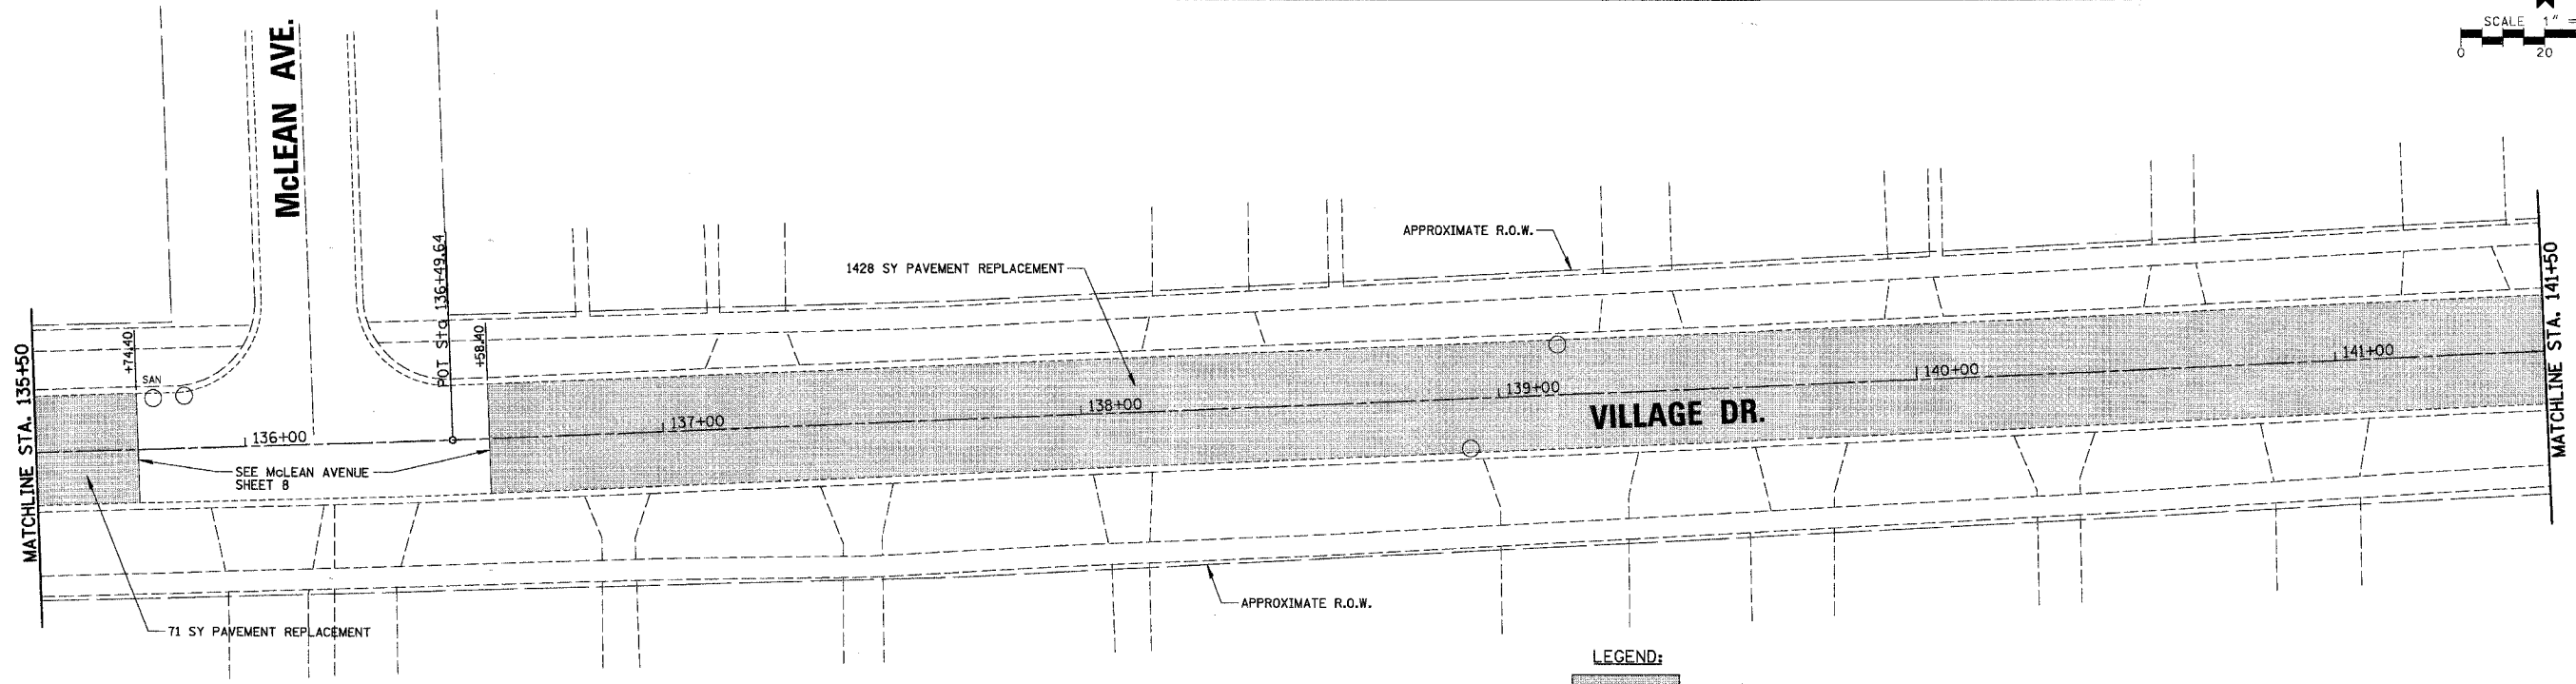 McLEAN AVE.
SCALE 1" =
0 20
APPROXIMATE R.O.W.
POT Sta 136+49.64
1428 SY PAVEMENT REPLACEMENT
MATCHLINE STA. 135+50
+74.40
+58.40
MATCHLINE STA. 141+50
SAN
136+00
137+00
138+00
139+00
140+00
141+00
VILLAGE DR.
SEE McLEAN AVENUE
SHEET 8
APPROXIMATE R.O.W.
71 SY PAVEMENT REPLACEMENT
LEGEND: